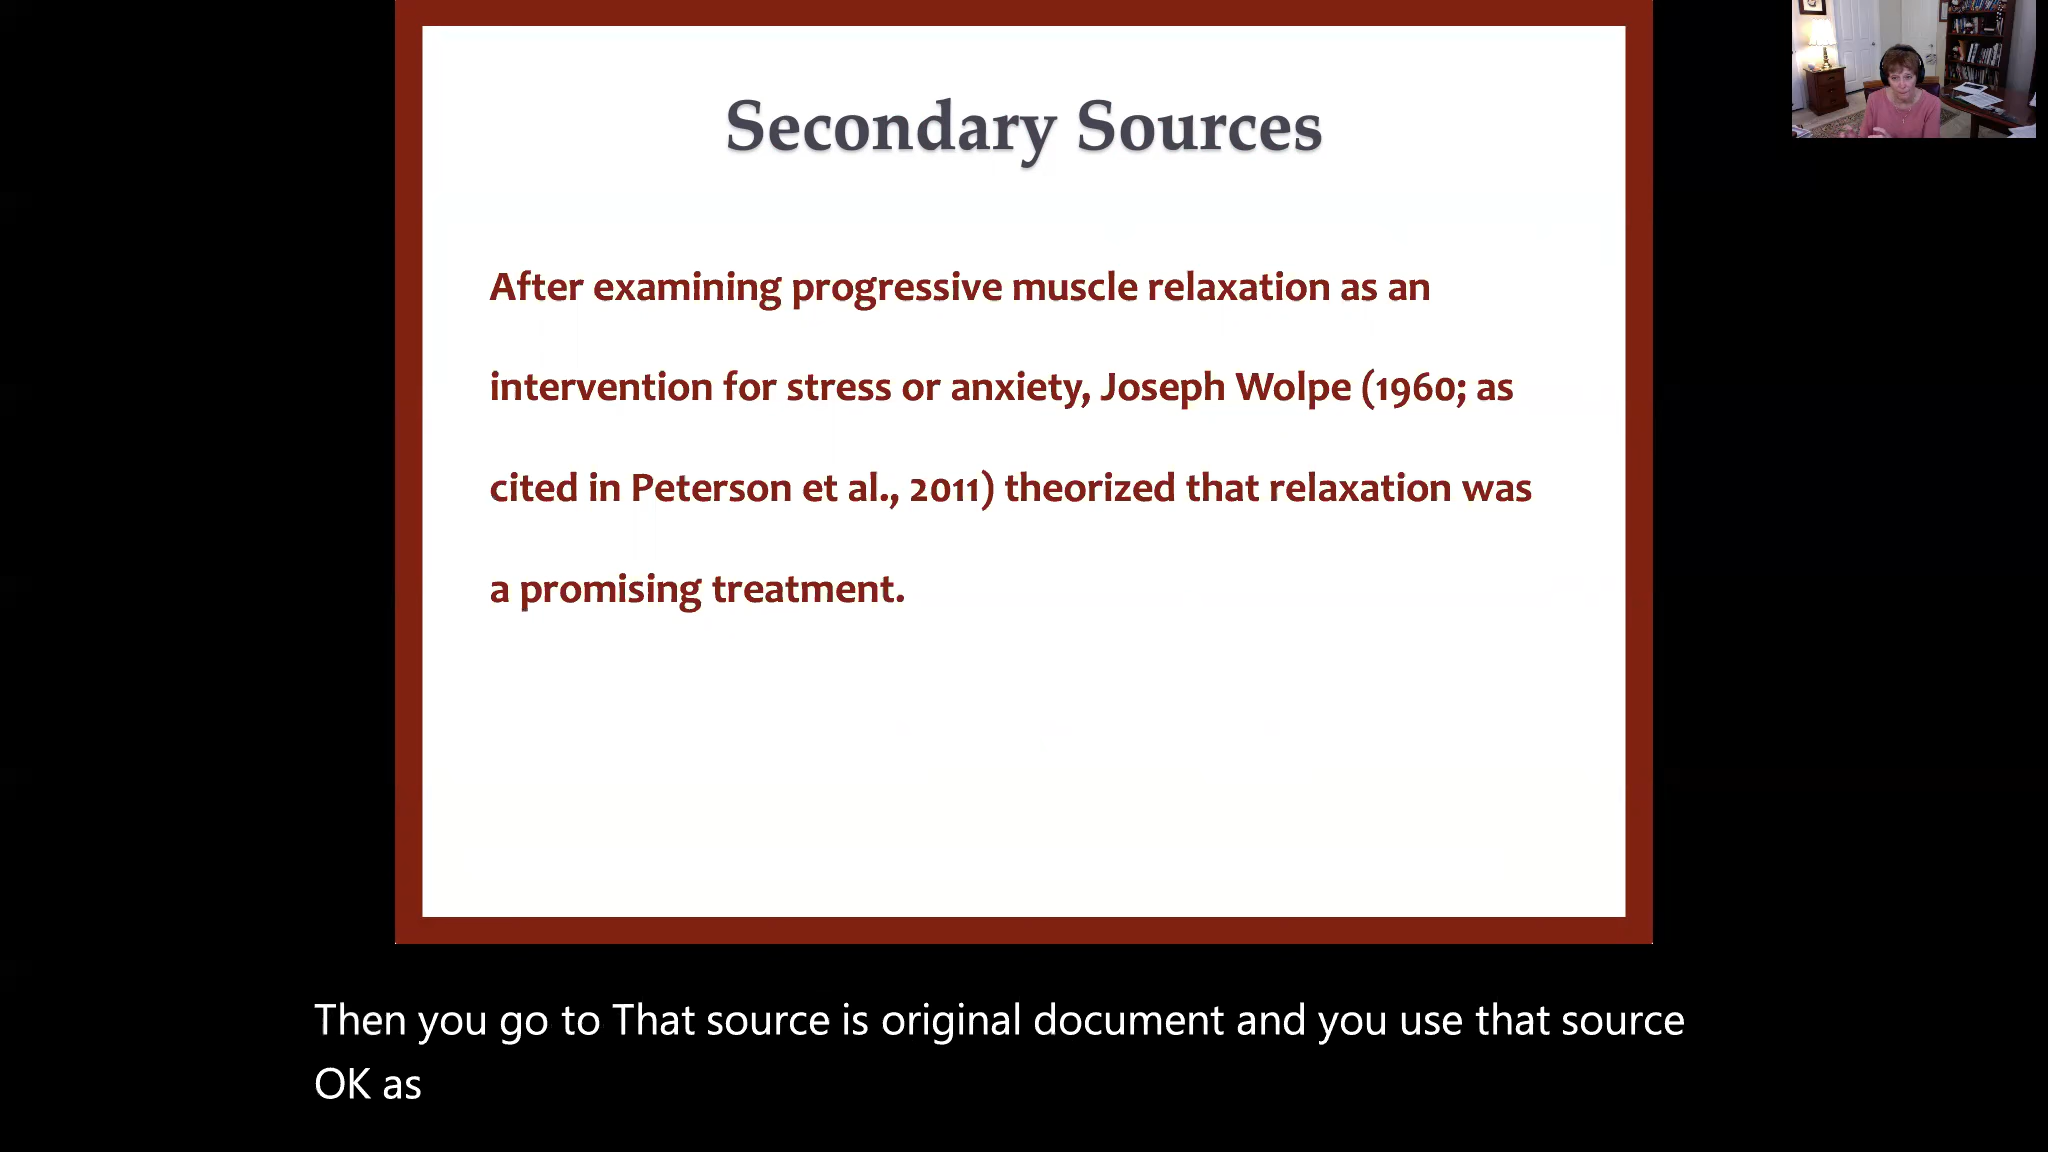 Secondary Sources
After examining progressive muscle relaxation as an
intervention for stress or anxiety, Joseph Wolpe (1960; as
cited in Peterson et al., 2011) theorized that relaxation was
a promising treatment.
Then you go to That source is original document and you use that source
OK as